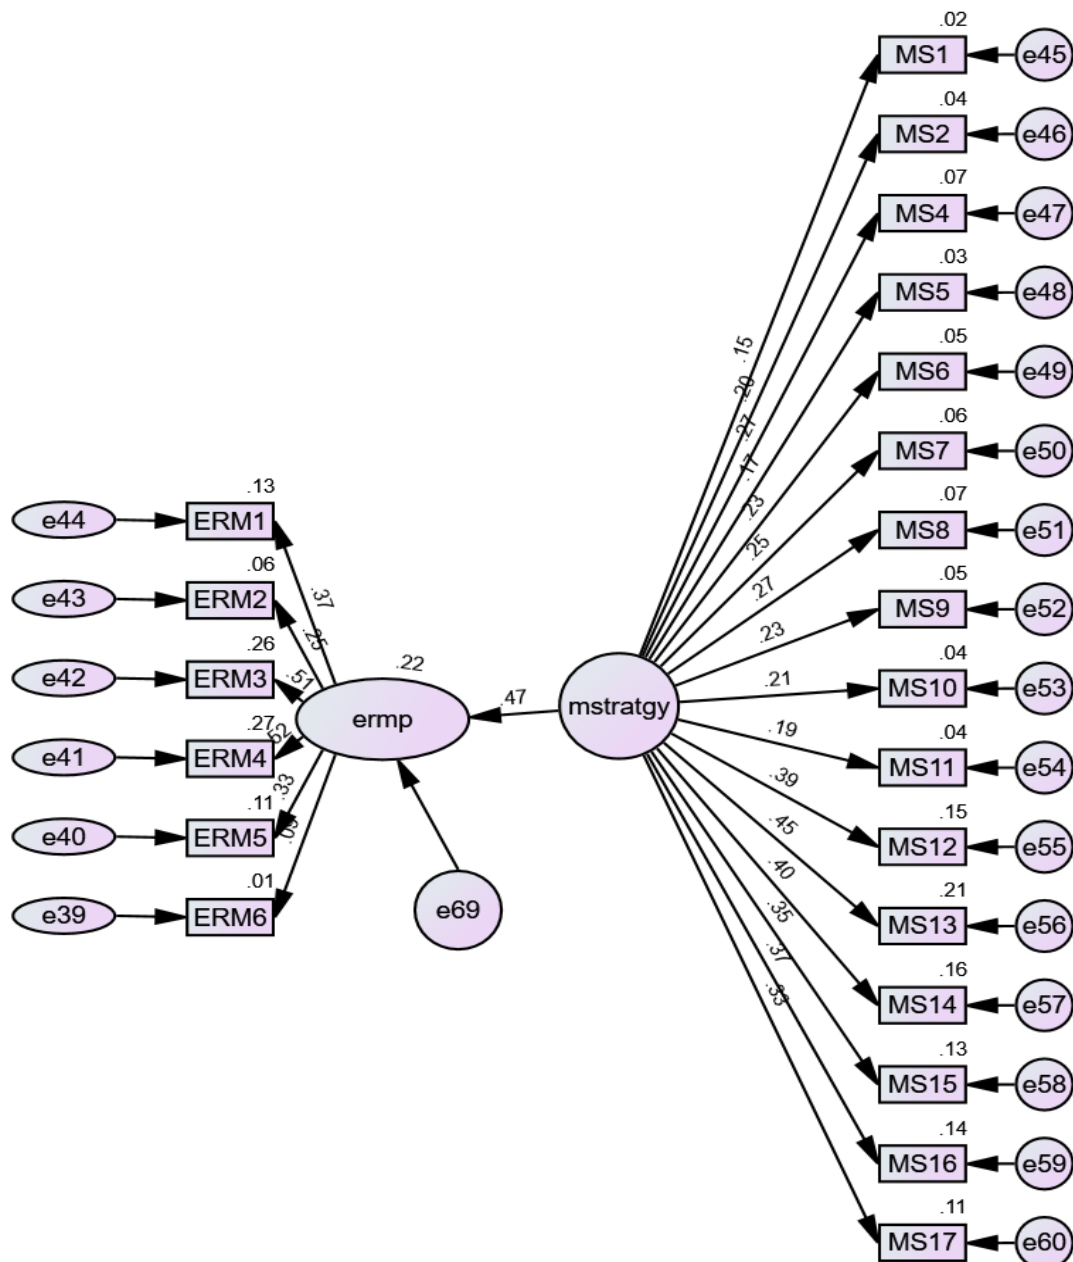 .02
MS1
e45
.04
MS2
e46
.07
MS4
e47
.03
MS5
e48
.05
MS6
e49
.06
MS7
e50
.07
MS8
e51
.05
MS9
e52
.04
MS10
e53
.04
MS11
e54
.15
MS12
e55
.21
MS13
e56
.16
MS14
e57
.13
MS15
e58
.14
MS16
e59
.11
MS17
e60
.15
.20
.27
.17
.23
.25
.27
.23
.21
.19
.39
.45
.40
.35
.37
.33
mstratgy
.47
.22
ermp
e69
.37
.25
.51
.52
.33
.09
.13
e44
ERM1
.06
e43
ERM2
.26
e42
ERM3
.27
e41
ERM4
.11
e40
ERM5
.01
e39
ERM6